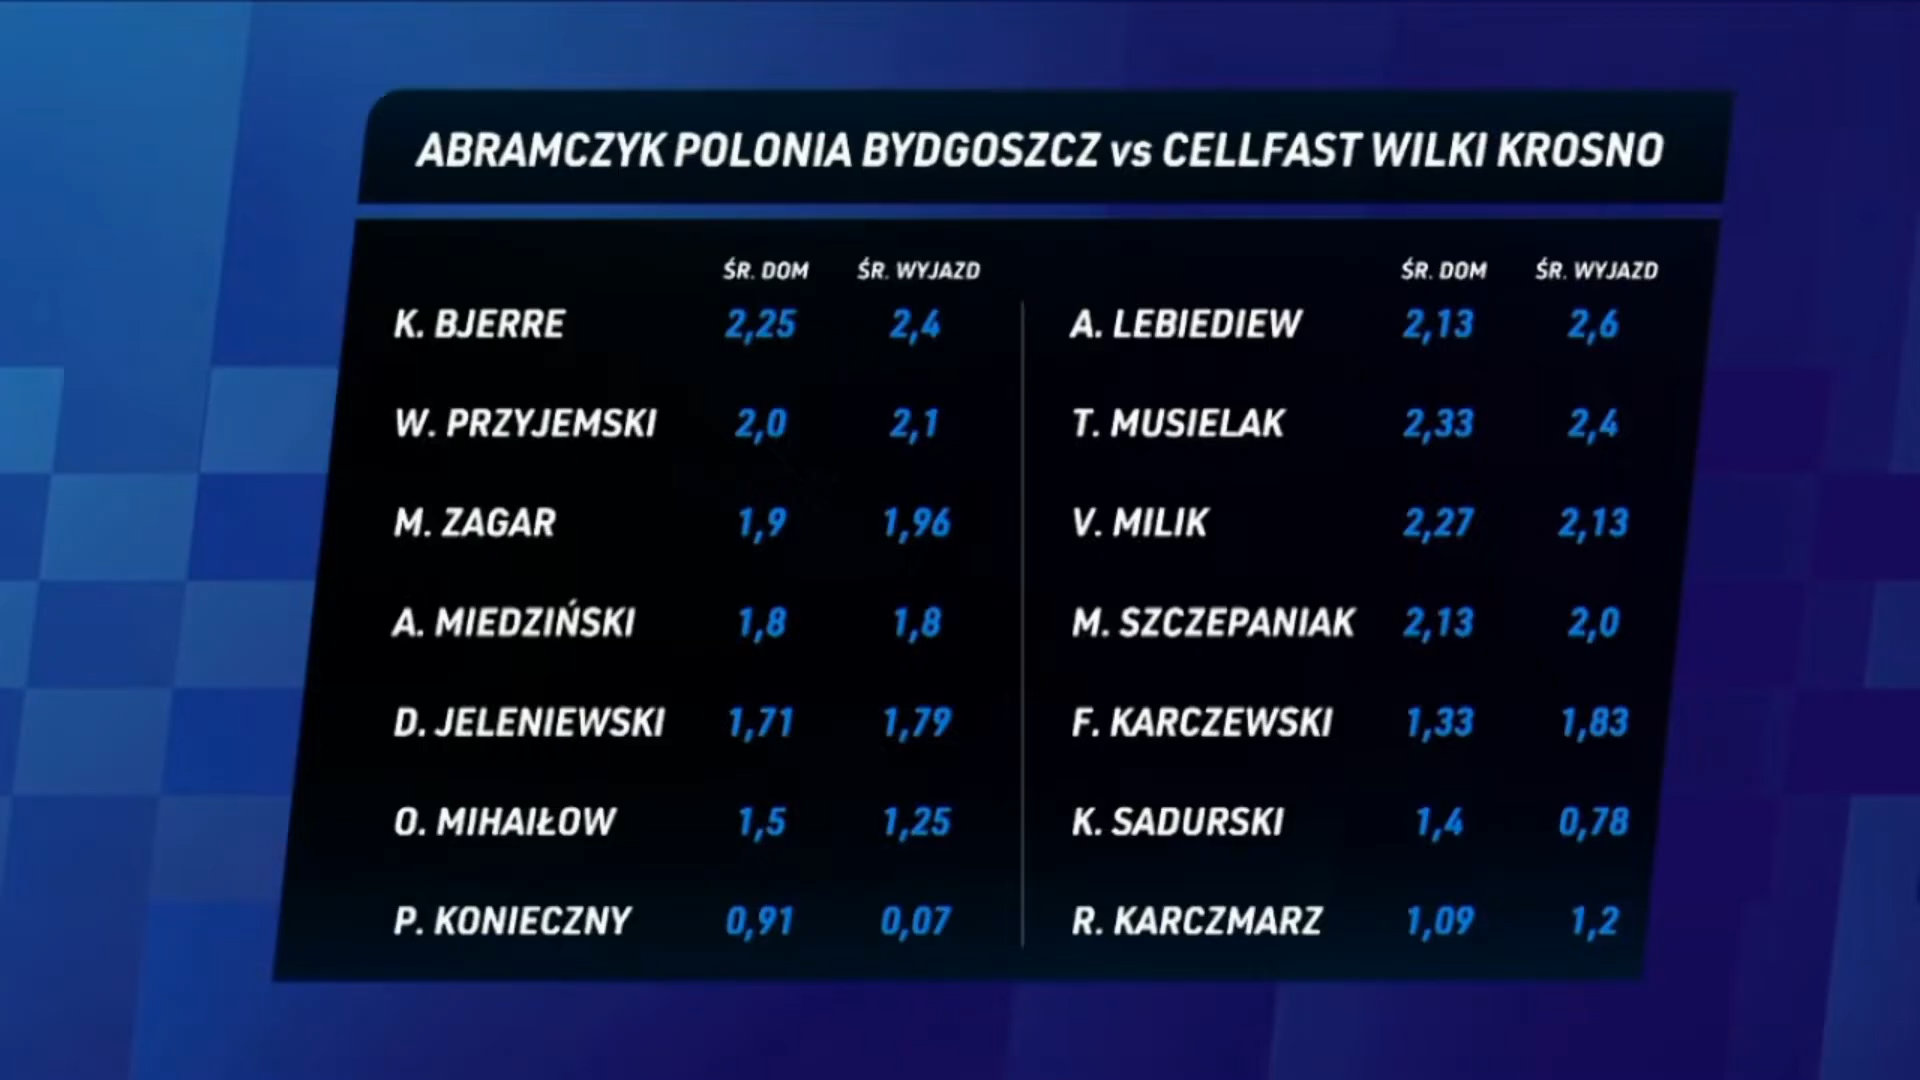 ABRAMCZYK POLONIA BYDGOSZCZ vs CELLFAST WILKI KROSNO
ŚR. DOM ŚR. WYJAZD ŚR. DOM ŚR. WYJAZD
K. BJERRE 2,25 2,4 A. LEBIEDIEW 2,13 2,6
W. PRZYJEMSKI 2,0 2,1 T. MUSIELAK 2,33 2,4
M. ZAGAR 1,9 1,96 V. MILIK 2,27 2,13
A. MIEDZIŃSKI 1,8 1,8 M. SZCZEPANIAK 2,13 2,0
D. JELENIEWSKI 1,71 1,79 F. KARCZEWSKI 1,33 1,83
O. MIHAIŁOW 1,5 1,25 K. SADURSKI 1,4 0,78
P. KONIECZNY 0,91 0,07 R. KARCZMARZ 1,09 1,2